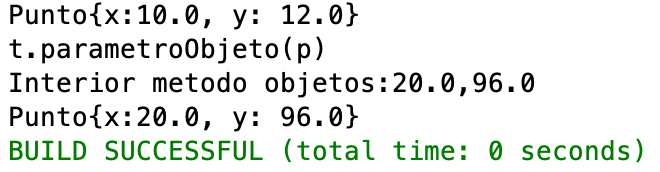 Punto{x:10.0, y: 12.0}
t.parametroObjeto(p)
Interior metodo objetos:20.0,96.0
Punto{x:20.0, y: 96.0}
BUILD SUCCESSFUL (total time: 0 seconds)